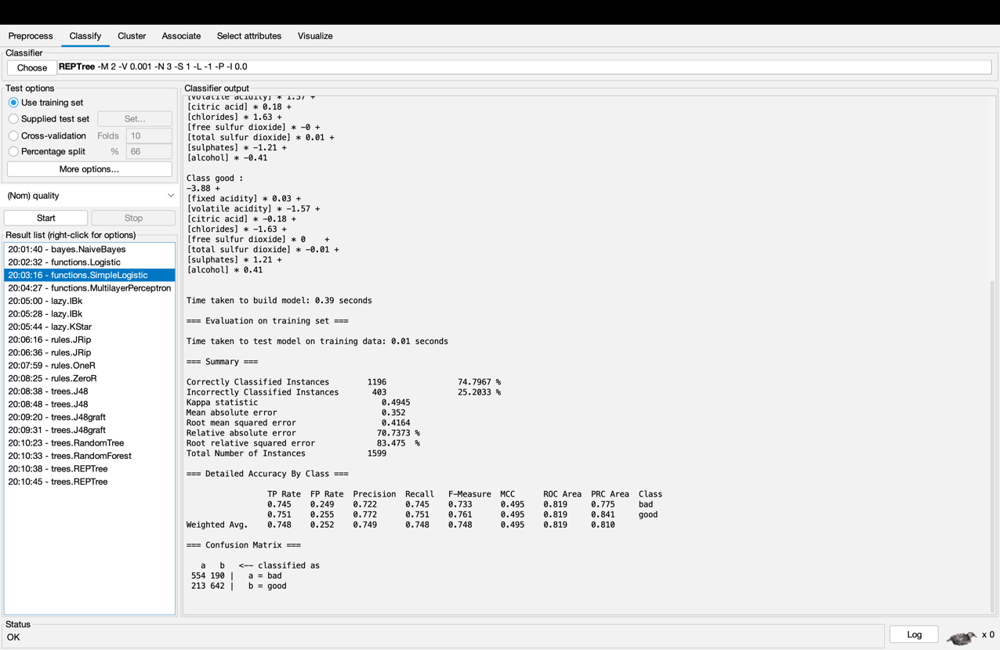 Preprocess Classify Cluster Associate Select attributes Visualize
Classifier
Choose REPTree -M 2 -V 0.001 -N 3 -S 1 -L -1 -P -I 0.0
Test options
Use training set
Supplied test set Set...
Cross-validation Folds 10
Percentage split % 66
More options...
(Nom) quality
Start Stop
Result list (right-click for options)
20:01:40 - bayes.NaiveBayes
20:02:32 - functions.Logistic
20:03:16 - functions.SimpleLogistic
20:04:27 - functions.MultilayerPerceptron
20:05:00 - lazy.IBk
20:05:28 - lazy.IBk
20:05:44 - lazy.KStar
20:06:16 - rules.JRip
20:06:36 - rules.JRip
20:07:59 - rules.OneR
20:08:25 - rules.ZeroR
20:08:38 - trees.J48
20:08:48 - trees.J48
20:09:20 - trees.J48graft
20:09:31 - trees.J48graft
20:10:23 - trees.RandomTree
20:10:33 - trees.RandomForest
20:10:38 - trees.REPTree
20:10:45 - trees.REPTree
Classifier output
[volatile acidity] * 1.57 +
[citric acid] * 0.18 +
[chlorides] * 1.63 +
[free sulfur dioxide] * -0 +
[total sulfur dioxide] * 0.01 +
[sulphates] * -1.21 +
[alcohol] * -0.41
Class good :
-3.88 +
[fixed acidity] * 0.03 +
[volatile acidity] * -1.57 +
[citric acid] * -0.18 +
[chlorides] * -1.63 +
[free sulfur dioxide] * 0 +
[total sulfur dioxide] * -0.01 +
[sulphates] * 1.21 +
[alcohol] * 0.41
Time taken to build model: 0.39 seconds
=== Evaluation on training set ===
Time taken to test model on training data: 0.01 seconds
=== Summary ===
Correctly Classified Instances 1196 74.7967 %
Incorrectly Classified Instances 403 25.2033 %
Kappa statistic 0.4945
Mean absolute error 0.352
Root mean squared error 0.4164
Relative absolute error 70.7373 %
Root relative squared error 83.475 %
Total Number of Instances 1599
=== Detailed Accuracy By Class ===
TP Rate FP Rate Precision Recall F-Measure MCC ROC Area PRC Area Class
0.745 0.249 0.722 0.745 0.733 0.495 0.819 0.775 bad
0.751 0.255 0.772 0.751 0.761 0.495 0.819 0.841 good
Weighted Avg. 0.748 0.252 0.749 0.748 0.748 0.495 0.819 0.810
=== Confusion Matrix ===
a b <-- classified as
554 190 | a = bad
213 642 | b = good
Status
OK
Log x 0